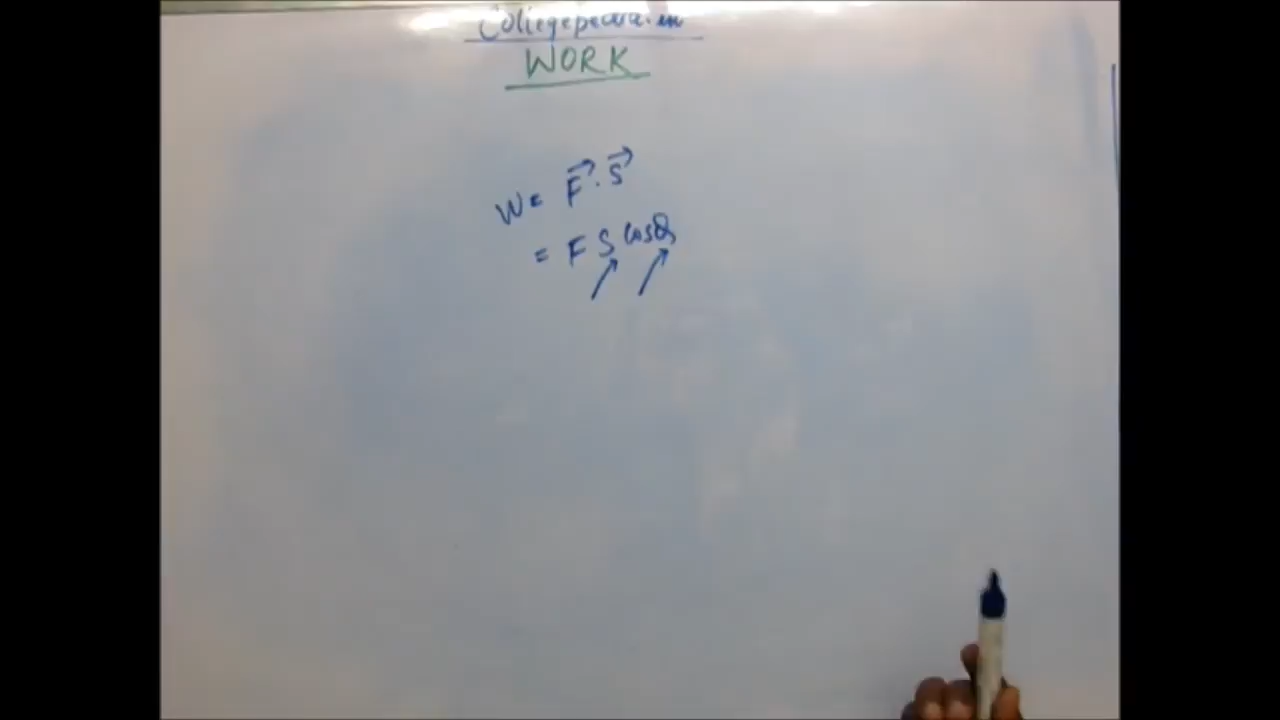 WORK
W = F⃗ . S⃗
= F S cosθ